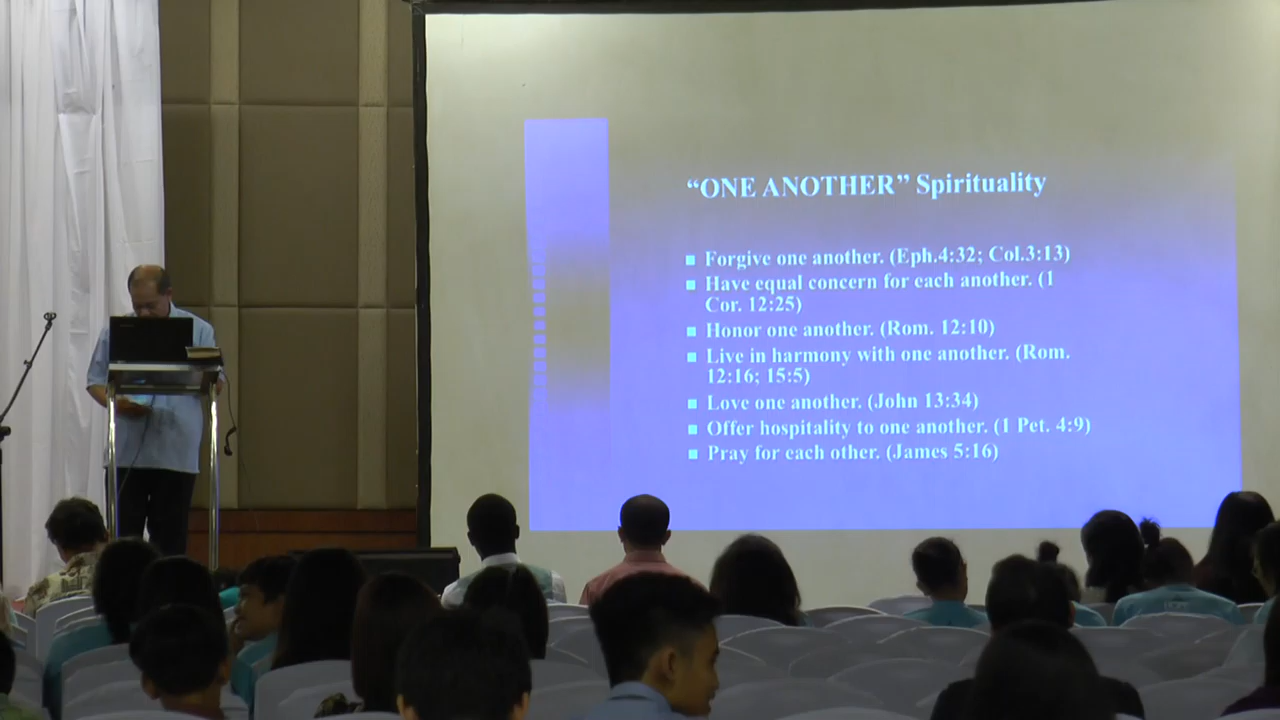 “ONE ANOTHER” Spirituality
Forgive one another. (Eph.4:32; Col.3:13)
Have equal concern for each another. (1
Cor. 12:25)
Honor one another. (Rom. 12:10)
Live in harmony with one another. (Rom.
12:16; 15:5)
Love one another. (John 13:34)
Offer hospitality to one another. (1 Pet. 4:9)
Pray for each other. (James 5:16)